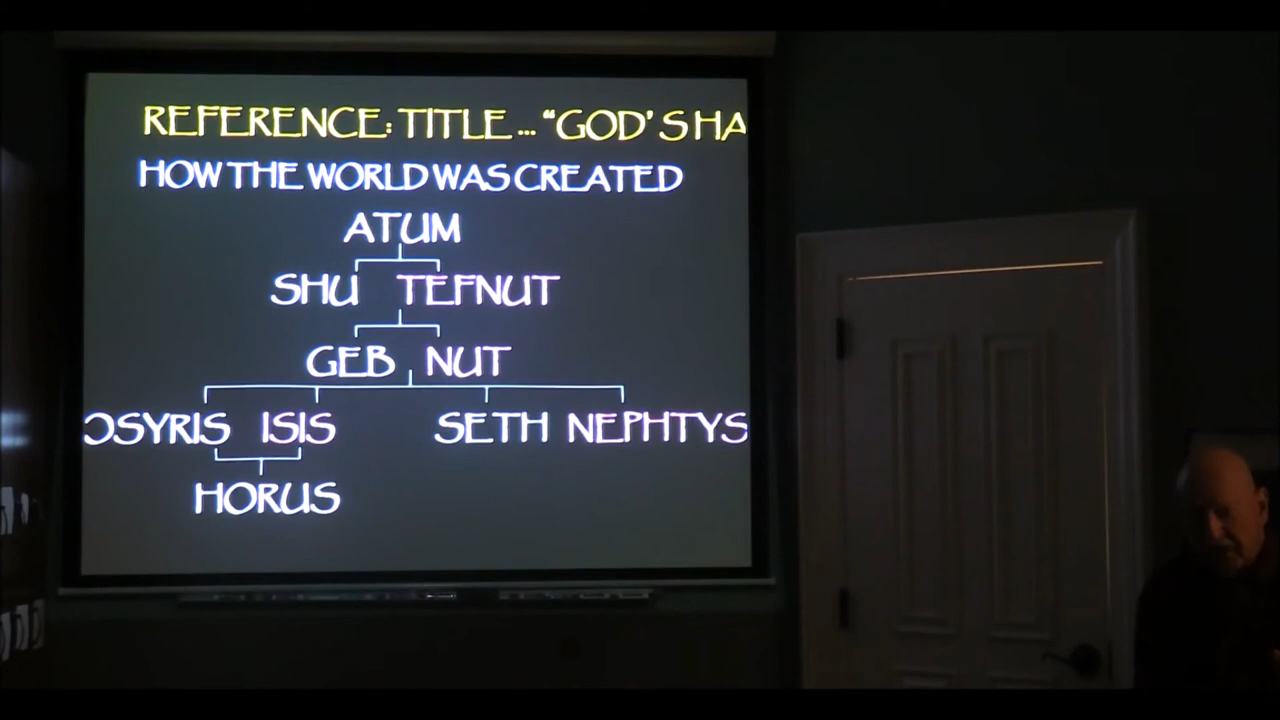 REFERENCE: TITLE... "GOD'S HA
HOW THE WORLD WAS CREATED
ATUM
SHU TEFNUT
GEB NUT
OSYRIS ISIS SETH NEPHTYS
HORUS